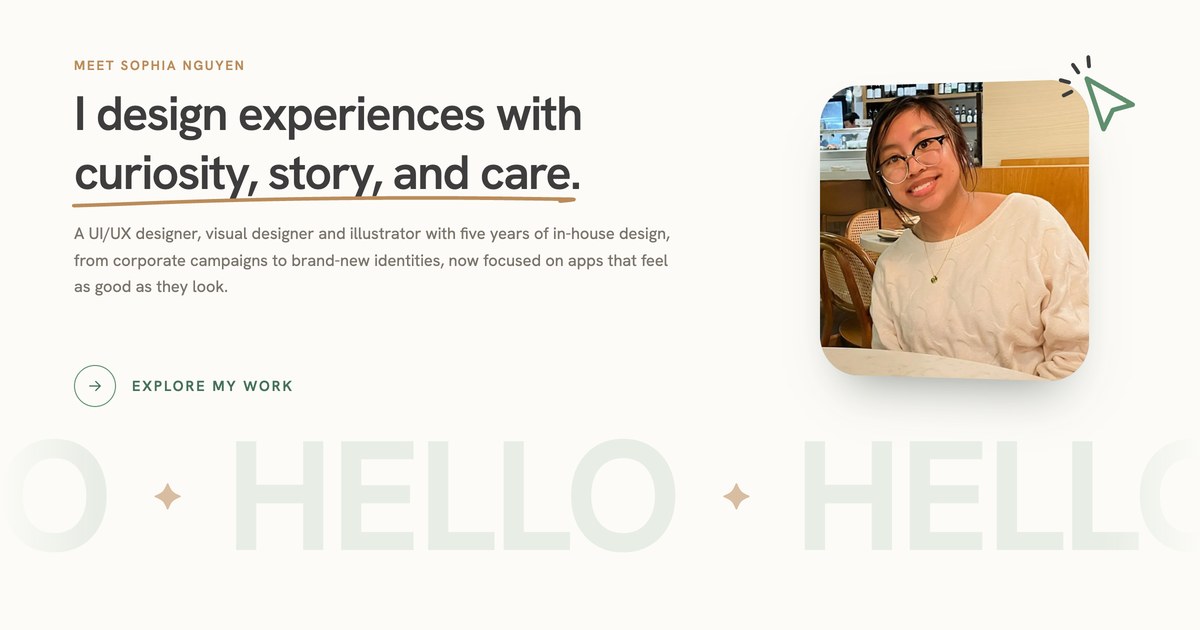 MEET SOPHIA NGUYEN
I design experiences with
curiosity, story, and care.
A UI/UX designer, visual designer and illustrator with five years of in-house design,
from corporate campaigns to brand-new identities, now focused on apps that feel
as good as they look.
EXPLORE MY WORK
O ✦ HELLO ✦ HELLO